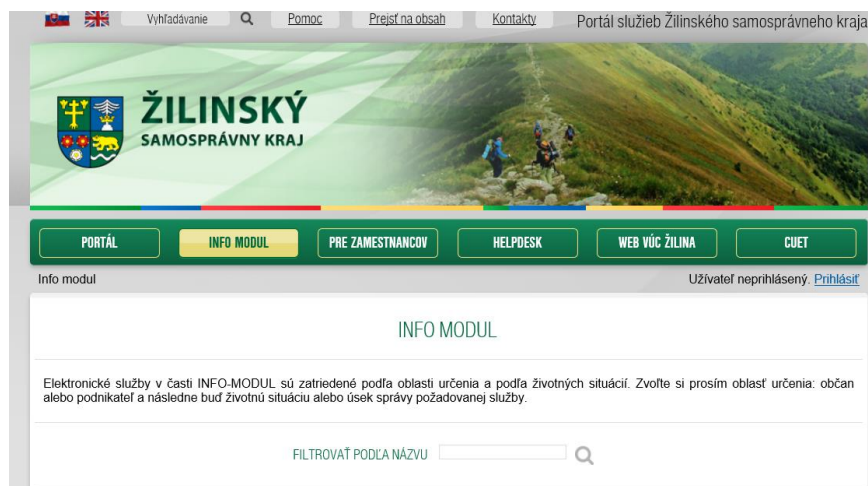 Vyhľadávanie Pomoc Prejsť na obsah Kontakty Portál služieb Žilinského samosprávneho kraja
ŽILINSKÝ
SAMOSPRÁVNY KRAJ
PORTÁL INFO MODUL PRE ZAMESTNANCOV HELPDESK WEB VÚC ŽILINA CUET
Info modul Užívateľ neprihlásený. Prihlásiť
INFO MODUL
Elektronické služby v časti INFO-MODUL sú zatriedené podľa oblasti určenia a podľa životných situácií. Zvoľte si prosím oblasť určenia: občan
alebo podnikateľ a následne buď životnú situáciu alebo úsek správy požadovanej služby.
FILTROVAŤ PODĽA NÁZVU